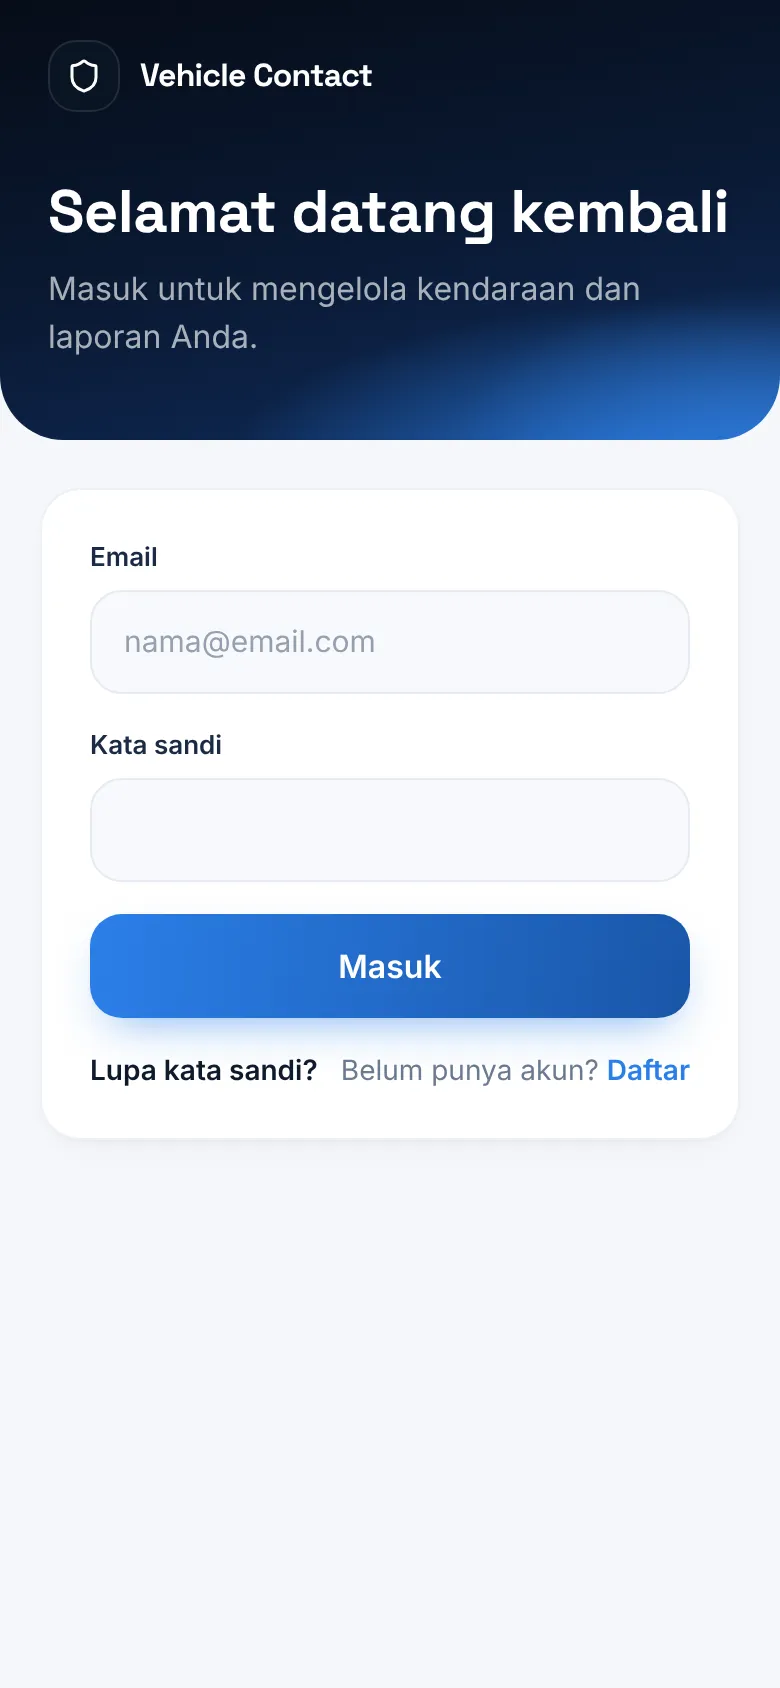 Vehicle Contact
Selamat datang kembali
Masuk untuk mengelola kendaraan dan
laporan Anda.
Email
nama@email.com
Kata sandi
Masuk
Lupa kata sandi? Belum punya akun? Daftar